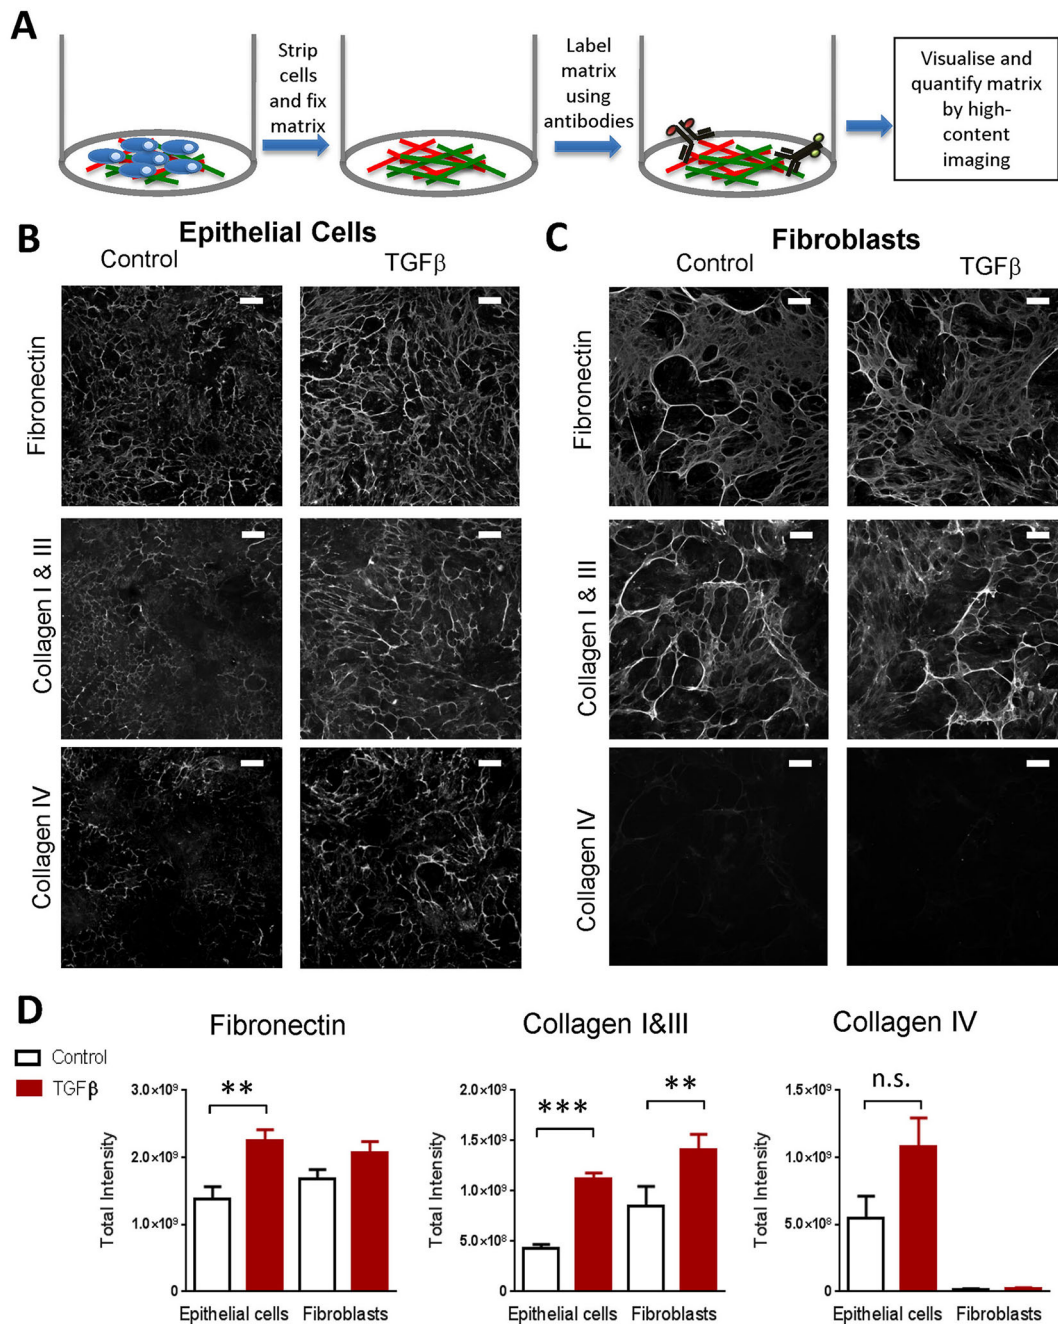 A
Strip
cells
and fix
matrix
Label
matrix
using
antibodies
Visualise and
quantify matrix
by high-
content
imaging
B
Epithelial Cells
Control
TGFβ
C
Fibroblasts
Control
TGFβ
Fibronectin
Collagen I & III
Collagen IV
Fibronectin
Collagen I & III
Collagen IV
D
Control
TGFβ
Fibronectin
Total Intensity
3.0×10⁹
2.0×10⁹
1.0×10⁹
0
**
Epithelial cells Fibroblasts
Collagen I&III
Total Intensity
2.0×10⁹
1.5×10⁹
1.0×10⁹
5.0×10⁸
0
***
**
Epithelial cells Fibroblasts
Collagen IV
Total Intensity
1.5×10⁹
1.0×10⁹
5.0×10⁸
0
n.s.
Epithelial cells Fibroblasts